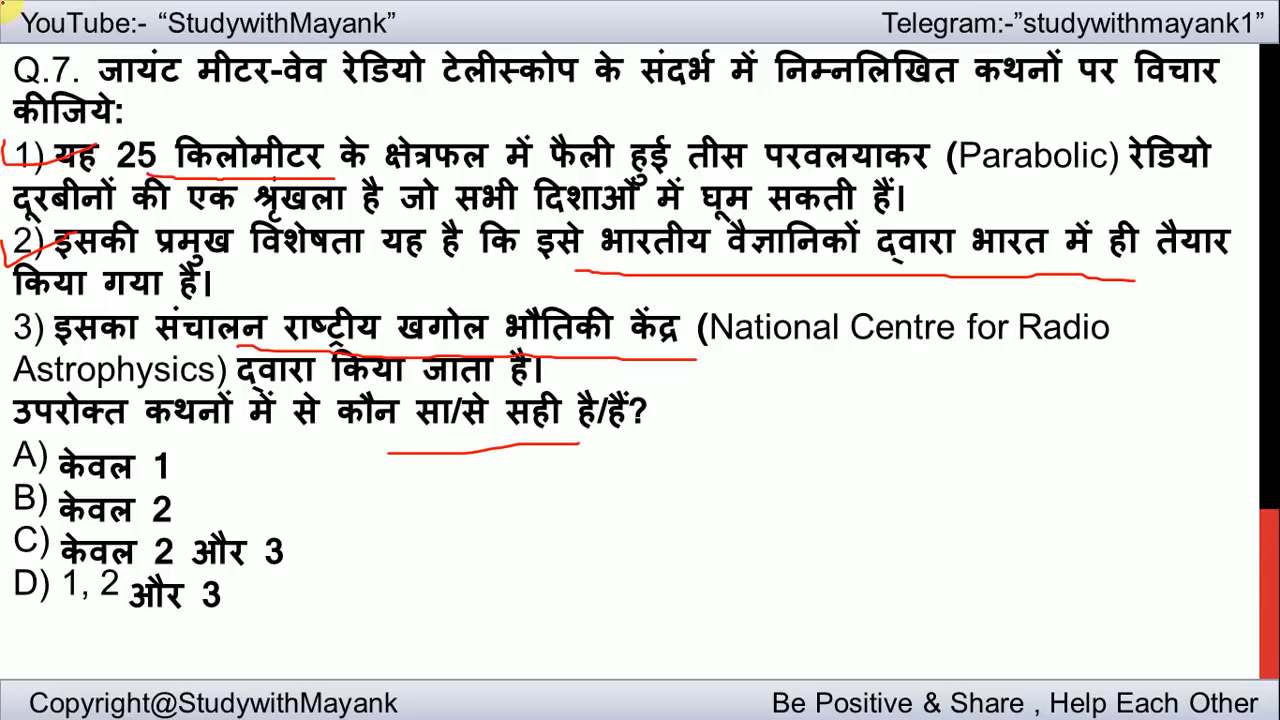 YouTube:- “StudywithMayank”
Telegram:-”studywithmayank1”
Q.7. जायंट मीटर-वेव रेडियो टेलीस्कोप के संदर्भ में निम्नलिखित कथनों पर विचार
कीजिये:
1) यह 25 किलोमीटर के क्षेत्रफल में फैली हुई तीस परवलयाकर (Parabolic) रेडियो
दूरबीनों की एक श्रृंखला है जो सभी दिशाओं में घूम सकती हैं।
2) इसकी प्रमुख विशेषता यह है कि इसे भारतीय वैज्ञानिकों द्वारा भारत में ही तैयार
किया गया है।
3) इसका संचालन राष्ट्रीय खगोल भौतिकी केंद्र (National Centre for Radio
Astrophysics) द्वारा किया जाता है।
उपरोक्त कथनों में से कौन सा/से सही है/हैं?
A) केवल 1
B) केवल 2
C) केवल 2 और 3
D) 1, 2 और 3
Copyright@StudywithMayank
Be Positive & Share , Help Each Other